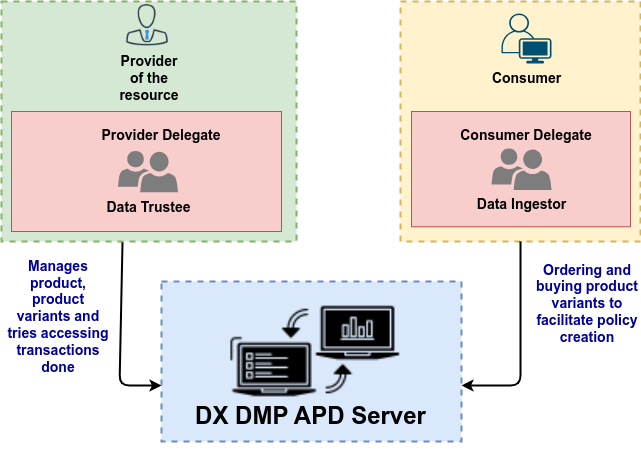 Provider
of the
resource
Provider Delegate
Data Trustee
Consumer
Consumer Delegate
Data Ingestor
Manages
product,
product
variants and
tries accessing
transactions
done
Ordering and
buying product
variants to
facilitate policy
creation
DX DMP APD Server